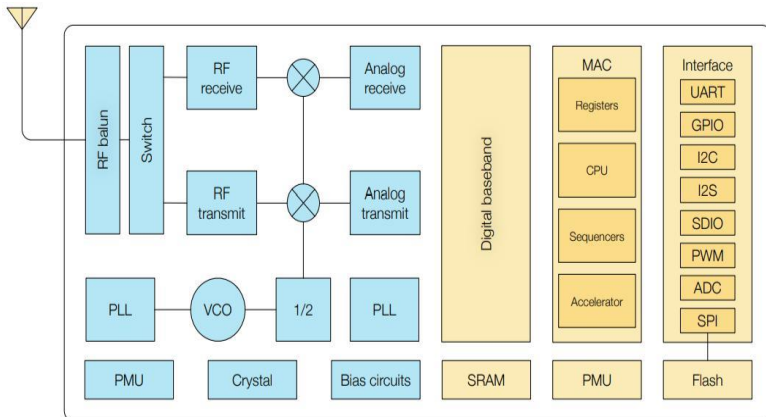 RF balun
Switch
RF
receive
Analog
receive
RF
transmit
Analog
transmit
PLL
VCO
1/2
PLL
PMU
Crystal
Bias circuits
Digital baseband
SRAM
MAC
Registers
CPU
Sequencers
Accelerator
PMU
Interface
UART
GPIO
I2C
I2S
SDIO
PWM
ADC
SPI
Flash